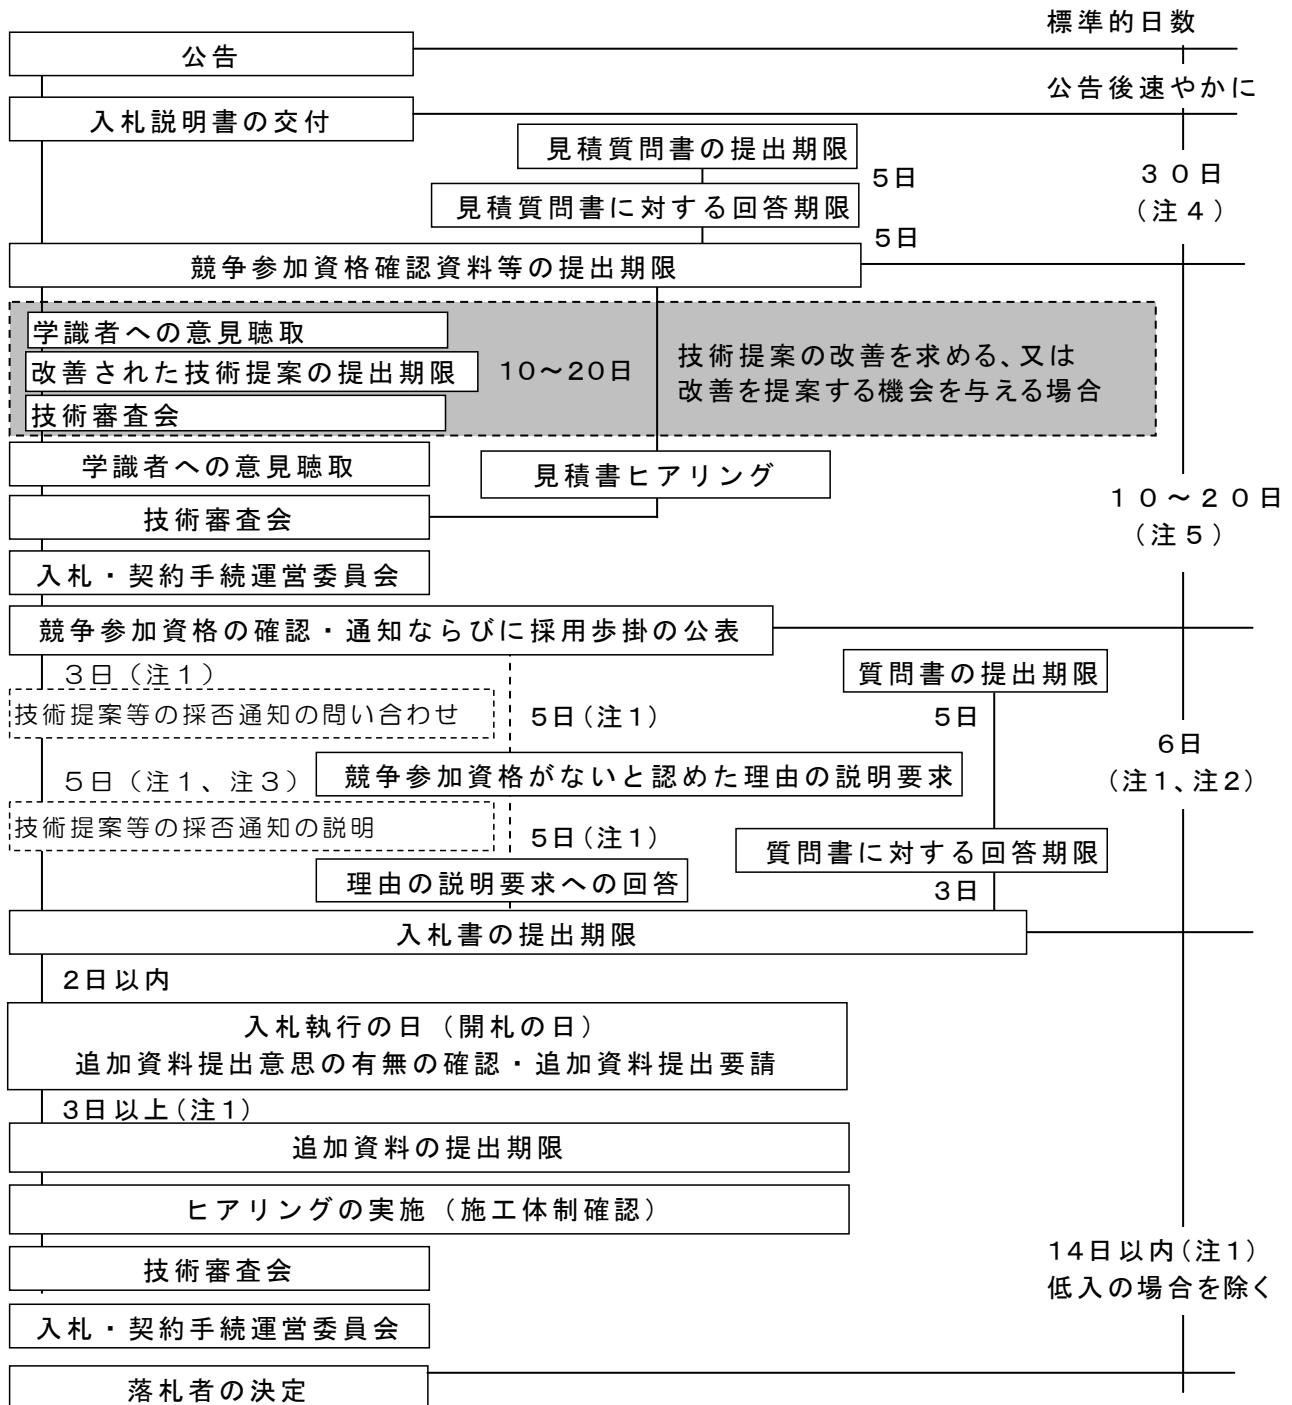 標準的日数
公告
公告後速やかに
入札説明書の交付
見積質問書の提出期限
5日
30日
(注4)
見積質問書に対する回答期限
5日
競争参加資格確認資料等の提出期限
学識者への意見聴取
改善された技術提案の提出期限
技術審査会
10～20日
技術提案の改善を求める、又は
改善を提案する機会を与える場合
学識者への意見聴取
見積書ヒアリング
技術審査会
10～20日
(注5)
入札・契約手続運営委員会
競争参加資格の確認・通知ならびに採用歩掛の公表
3日(注1)
質問書の提出期限
技術提案等の採否通知の問い合わせ
5日(注1)
5日
6日
(注1、注2)
5日(注1、注3)
競争参加資格がないと認めた理由の説明要求
技術提案等の採否通知の説明
5日(注1)
質問書に対する回答期限
理由の説明要求への回答
3日
入札書の提出期限
2日以内
入札執行の日(開札の日)
追加資料提出意思の有無の確認・追加資料提出要請
3日以上(注1)
追加資料の提出期限
ヒアリングの実施(施工体制確認)
14日以内(注1)
低入の場合を除く
技術審査会
入札・契約手続運営委員会
落札者の決定